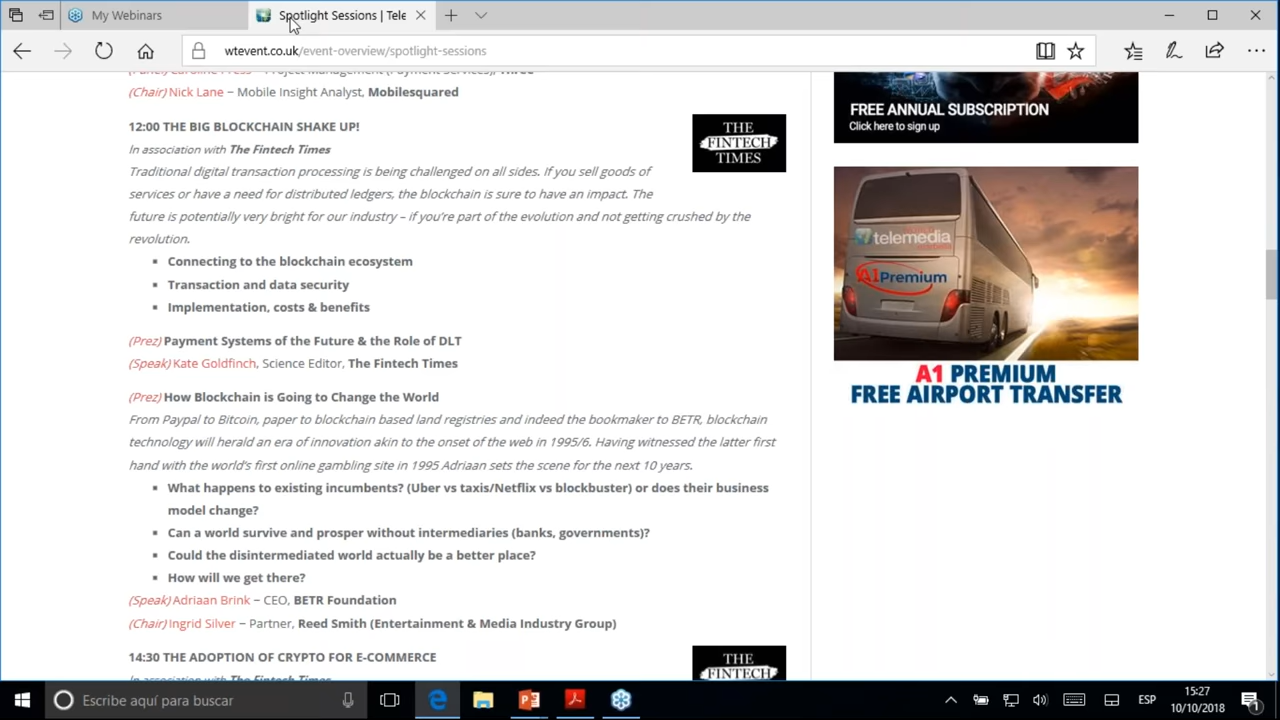 My Webinars
Spotlight Sessions | Tele
wtevent.co.uk/event-overview/spotlight-sessions
(Panel) Caroline Press – Project Management (Payment Services), Three
(Chair) Nick Lane – Mobile Insight Analyst, Mobilesquared
12:00 THE BIG BLOCKCHAIN SHAKE UP!
In association with The Fintech Times
Traditional digital transaction processing is being challenged on all sides. If you sell goods of
services or have a need for distributed ledgers, the blockchain is sure to have an impact. The
future is potentially very bright for our industry – if you're part of the evolution and not getting crushed by the
revolution.
Connecting to the blockchain ecosystem
Transaction and data security
Implementation, costs & benefits
(Prez) Payment Systems of the Future & the Role of DLT
(Speak) Kate Goldfinch, Science Editor, The Fintech Times
(Prez) How Blockchain is Going to Change the World
From Paypal to Bitcoin, paper to blockchain based land registries and indeed the bookmaker to BETR, blockchain
technology will herald an era of innovation akin to the onset of the web in 1995/6. Having witnessed the latter first
hand with the world's first online gambling site in 1995 Adriaan sets the scene for the next 10 years.
What happens to existing incumbents? (Uber vs taxis/Netflix vs blockbuster) or does their business
model change?
Can a world survive and prosper without intermediaries (banks, governments)?
Could the disintermediated world actually be a better place?
How will we get there?
(Speak) Adriaan Brink – CEO, BETR Foundation
(Chair) Ingrid Silver – Partner, Reed Smith (Entertainment & Media Industry Group)
14:30 THE ADOPTION OF CRYPTO FOR E-COMMERCE
In association with The Fintech Times
THE
FINTECH
TIMES
THE
FINTECH
FREE ANNUAL SUBSCRIPTION
Click here to sign up
telemedia
A1Premium
A1 PREMIUM
FREE AIRPORT TRANSFER
Escribe aquí para buscar
ESP
15:27
10/10/2018